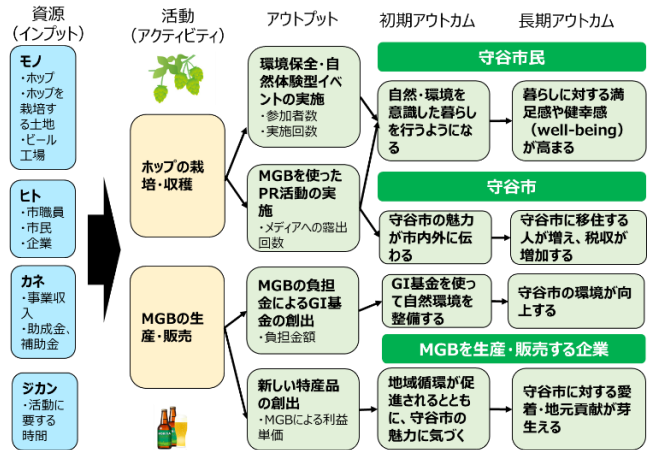 資源
(インプット)
活動
(アクティビティ)
アウトプット
初期アウトカム
長期アウトカム
モノ
・ホップ
・ホップを
栽培す
る土地
・ビール
工場
ヒト
・市職員
・市民
・企業
カネ
・事業収
入
・助成金、
補助金
ジカン
・活動に
要する
時間
ホップの栽
培・収穫
MGBの生
産・販売
環境保全・自
然体験型イベ
ントの実施
・参加者数
・実施回数
MGBを使った
PR活動の実
施
・メディアへの露出
回数
MGBの負担
金によるGI基
金の創出
・負担金額
新しい特産品
の創出
・MGBによる利益
単価
守谷市民
自然・環境を
意識した暮らし
を行うようにな
る
暮らしに対する満
足感や健幸感
(well-being)
が高まる
守谷市
守谷市の魅力
が市内外に伝
わる
守谷市に移住する
人が増え、税収が
増加する
GI基金を使っ
て自然環境を
整備する
守谷市の環境が向
上する
MGBを生産・販売する企業
地域循環が促
進されるととも
に、守谷市の
魅力に気づく
守谷市に対する愛
着・地元貢献が芽
生える